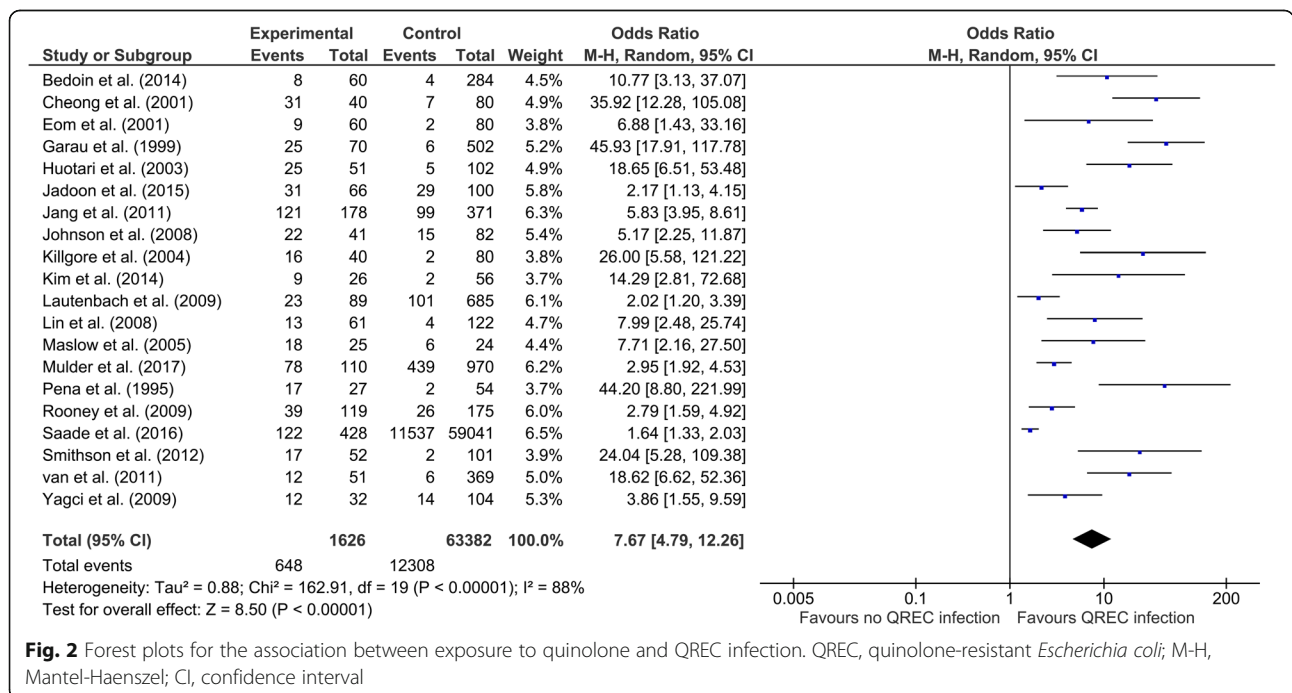 Experimental Control Odds Ratio Odds Ratio
Study or Subgroup Events Total Events Total Weight M-H, Random, 95% CI M-H, Random, 95% CI
Bedoin et al. (2014) 8 60 4 284 4.5% 10.77 [3.13, 37.07]
Cheong et al. (2001) 31 40 7 80 4.9% 35.92 [12.28, 105.08]
Eom et al. (2001) 9 60 2 80 3.8% 6.88 [1.43, 33.16]
Garau et al. (1999) 25 70 6 502 5.2% 45.93 [17.91, 117.78]
Huotari et al. (2003) 25 51 5 102 4.9% 18.65 [6.51, 53.48]
Jadoon et al. (2015) 31 66 29 100 5.8% 2.17 [1.13, 4.15]
Jang et al. (2011) 121 178 99 371 6.3% 5.83 [3.95, 8.61]
Johnson et al. (2008) 22 41 15 82 5.4% 5.17 [2.25, 11.87]
Killgore et al. (2004) 16 40 2 80 3.8% 26.00 [5.58, 121.22]
Kim et al. (2014) 9 26 2 56 3.7% 14.29 [2.81, 72.68]
Lautenbach et al. (2009) 23 89 101 685 6.1% 2.02 [1.20, 3.39]
Lin et al. (2008) 13 61 4 122 4.7% 7.99 [2.48, 25.74]
Maslow et al. (2005) 18 25 6 24 4.4% 7.71 [2.16, 27.50]
Mulder et al. (2017) 78 110 439 970 6.2% 2.95 [1.92, 4.53]
Pena et al. (1995) 17 27 2 54 3.7% 44.20 [8.80, 221.99]
Rooney et al. (2009) 39 119 26 175 6.0% 2.79 [1.59, 4.92]
Saade et al. (2016) 122 428 11537 59041 6.5% 1.64 [1.33, 2.03]
Smithson et al. (2012) 17 52 2 101 3.9% 24.04 [5.28, 109.38]
van et al. (2011) 12 51 6 369 5.0% 18.62 [6.62, 52.36]
Yagci et al. (2009) 12 32 14 104 5.3% 3.86 [1.55, 9.59]
Total (95% CI) 1626 63382 100.0% 7.67 [4.79, 12.26]
Total events 648 12308
Heterogeneity: Tau² = 0.88; Chi² = 162.91, df = 19 (P < 0.00001); I² = 88%
Test for overall effect: Z = 8.50 (P < 0.00001)
0.005 0.1 1 10 200
Favours no QREC infection Favours QREC infection
Fig. 2 Forest plots for the association between exposure to quinolone and QREC infection. QREC, quinolone-resistant Escherichia coli; M-H,
Mantel-Haenszel; CI, confidence interval